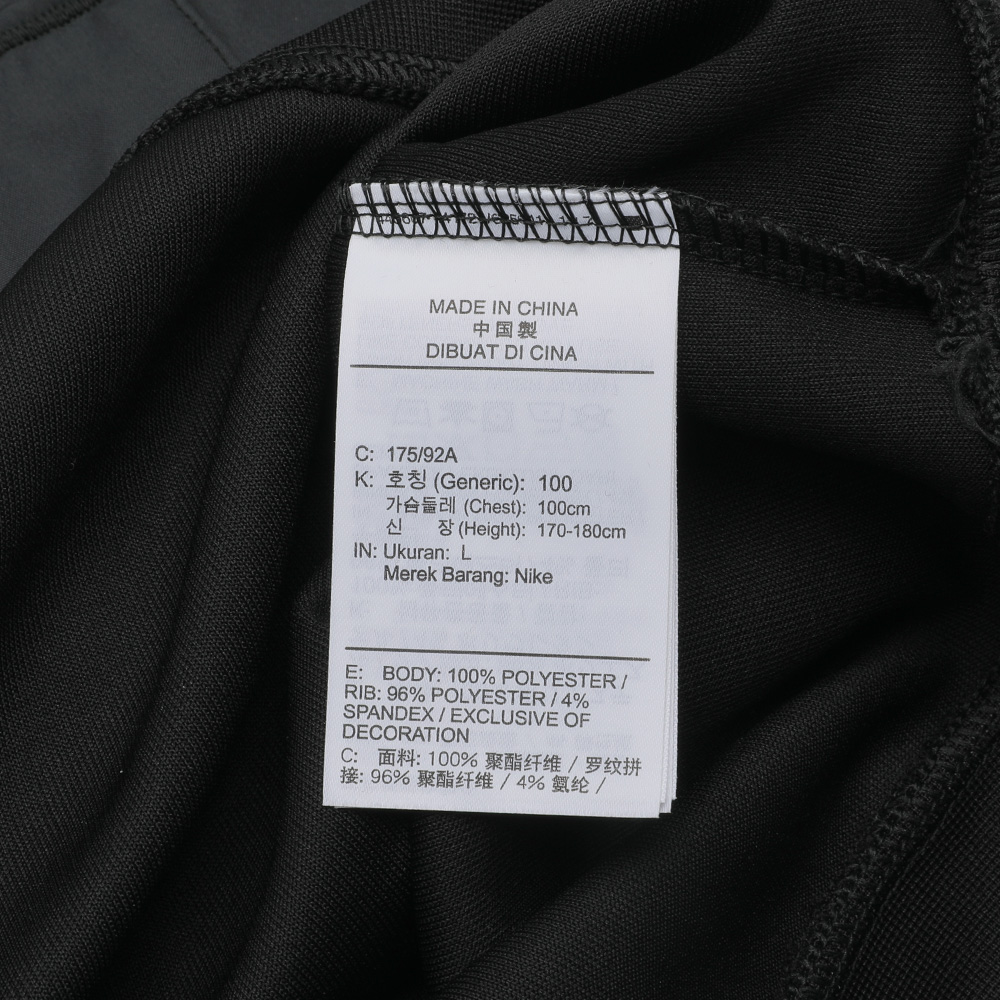 MADE IN CHINA
中国製
DIBUAT DI CINA
C: 175/92A
K: 호칭 (Generic): 100
가슴둘레 (Chest): 100cm
신 장 (Height): 170-180cm
IN: Ukuran: L
Merek Barang: Nike
E: BODY: 100% POLYESTER /
RIB: 96% POLYESTER / 4%
SPANDEX / EXCLUSIVE OF
DECORATION
C: 面料: 100% 聚酯纤维 / 罗纹拼
接: 96% 聚酯纤维 / 4% 氨纶 /